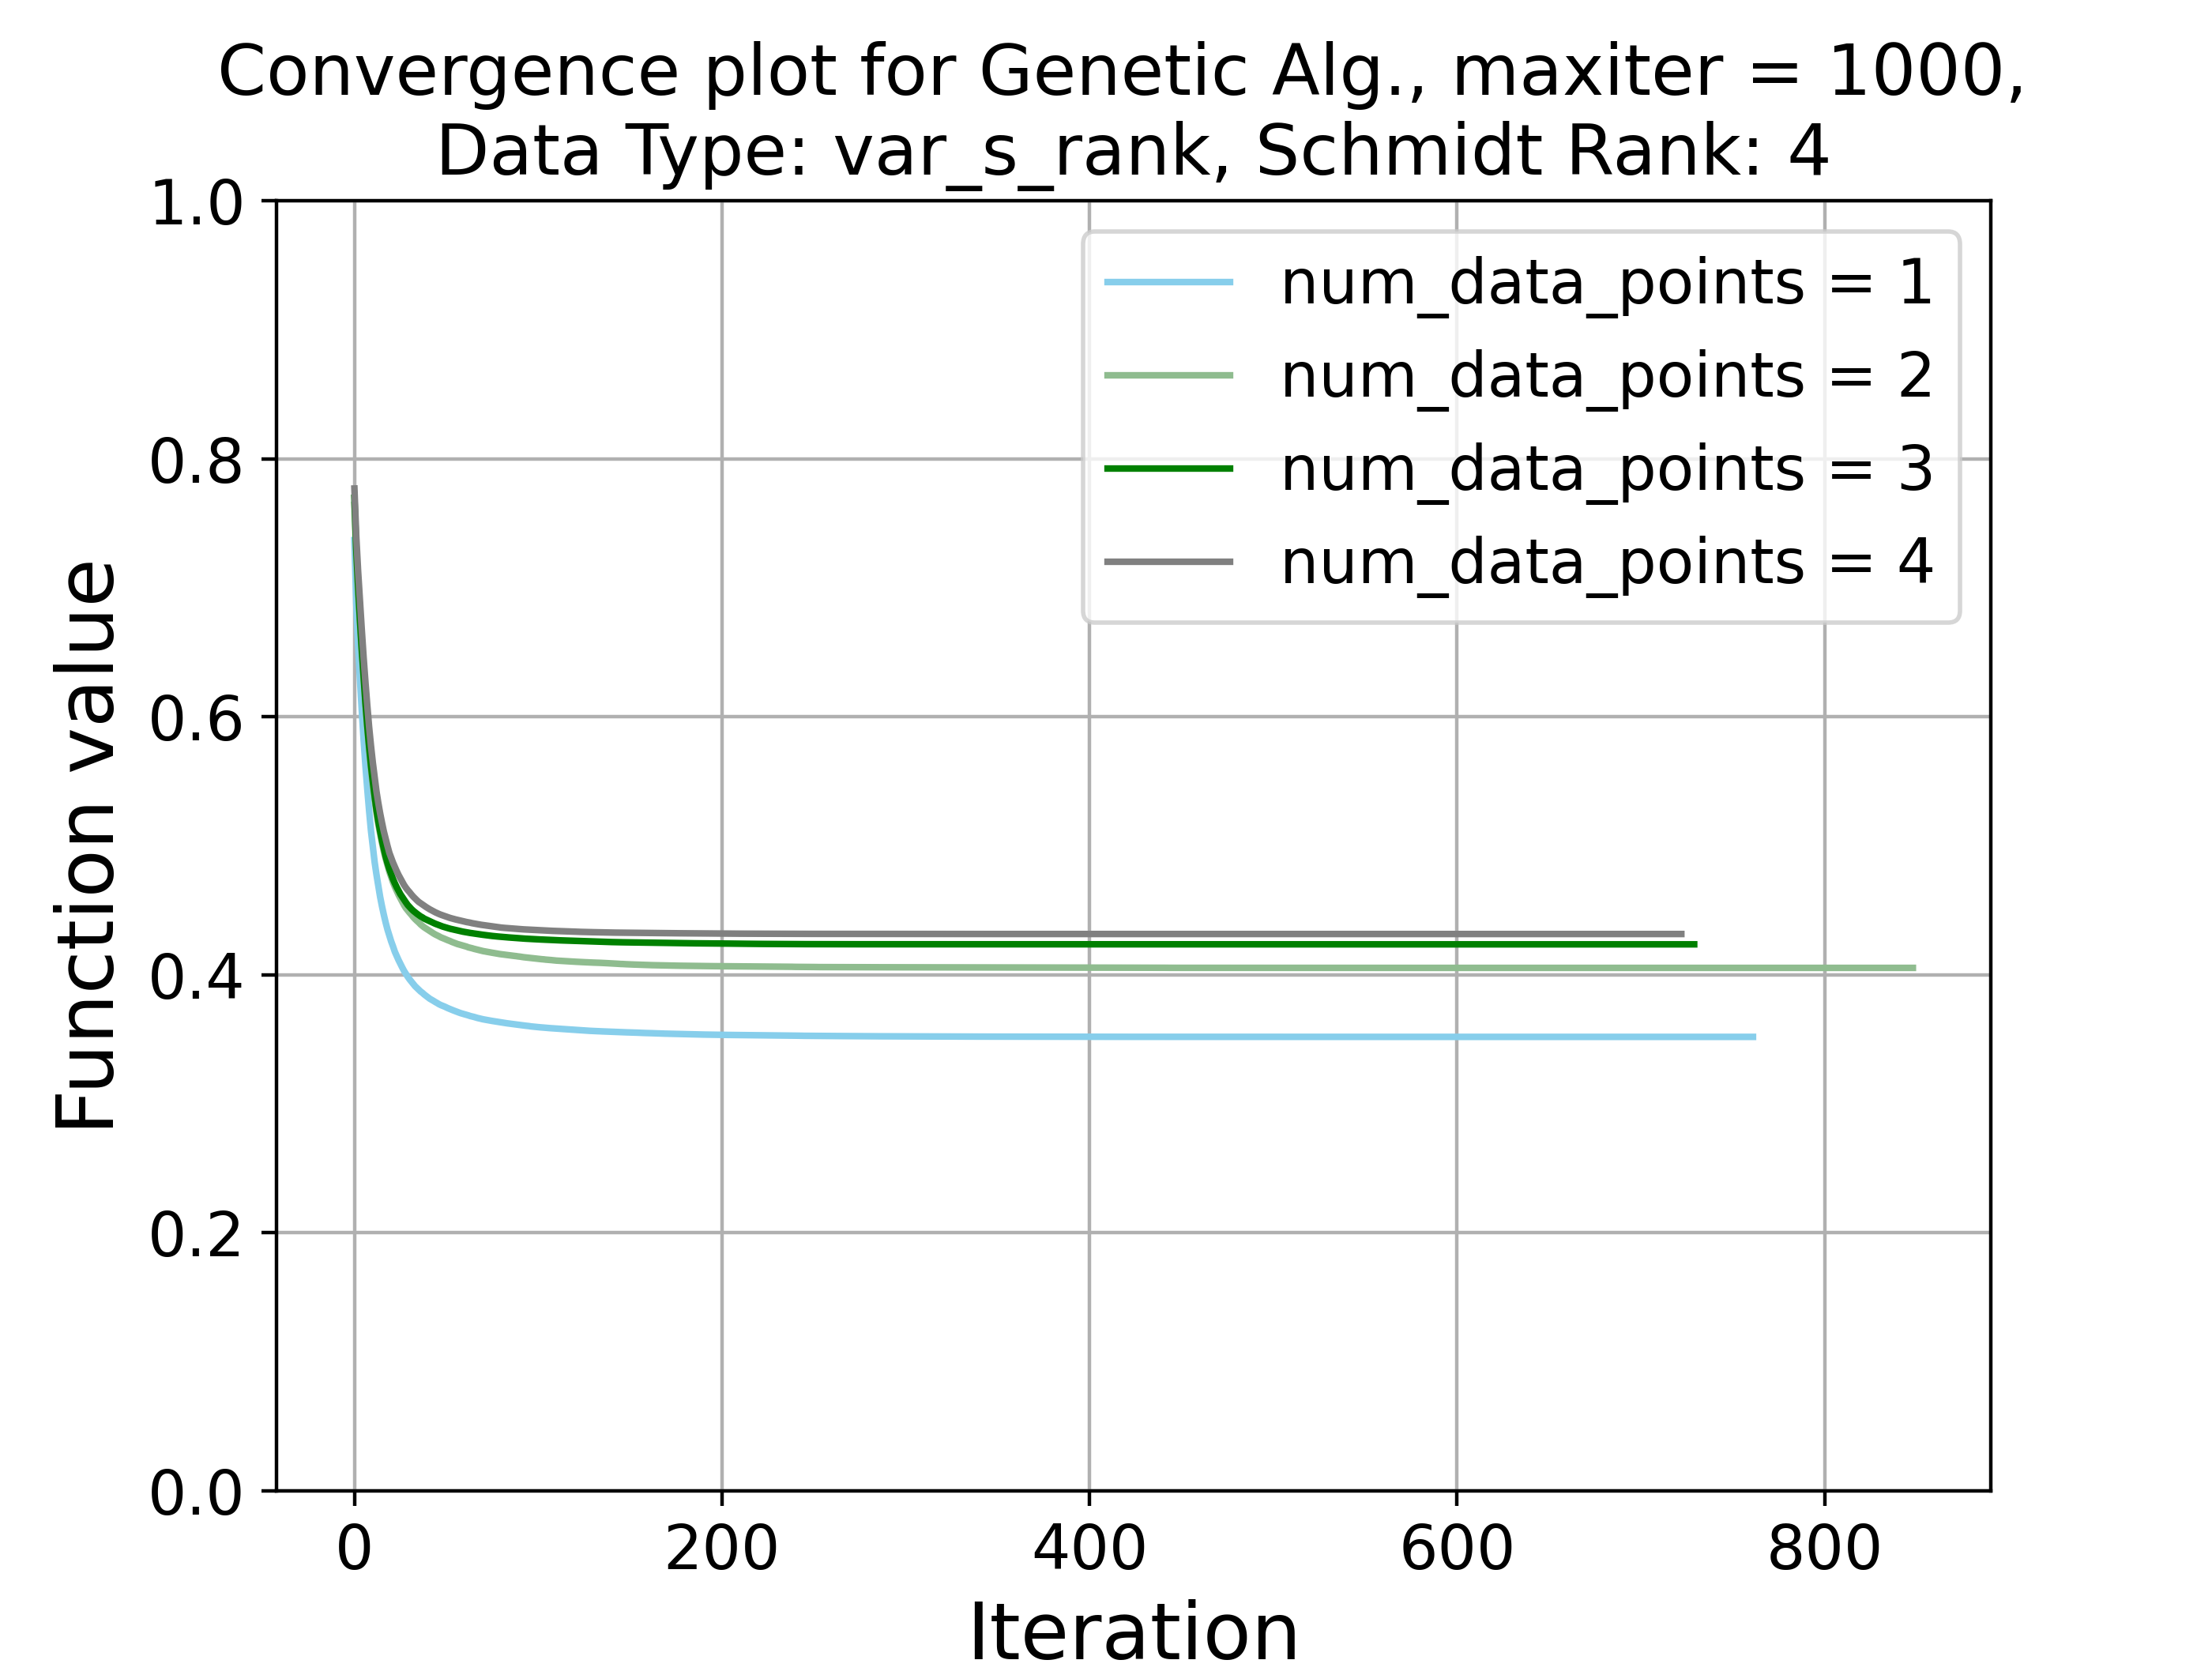 Convergence plot for Genetic Alg., maxiter = 1000,
Data Type: var_s_rank, Schmidt Rank: 4
1.0
0.8
0.6
0.4
0.2
0.0
Function value
num_data_points = 1
num_data_points = 2
num_data_points = 3
num_data_points = 4
0 200 400 600 800
Iteration